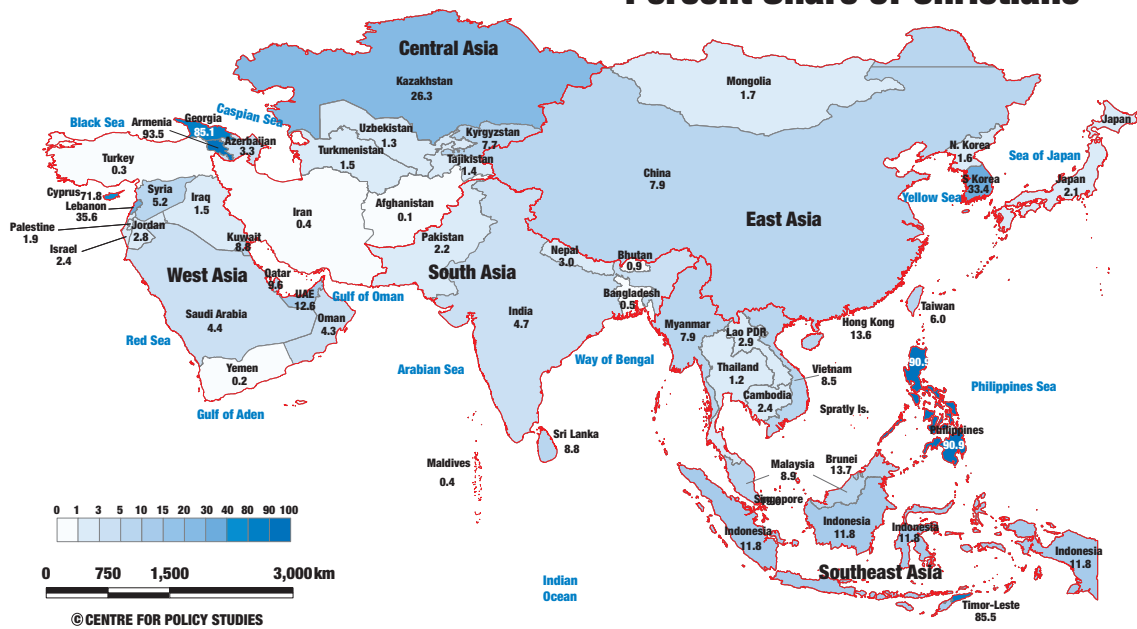 Percent Share of Christians
Central Asia
Kazakhstan
26.3
Mongolia
1.7
Black Sea
Caspian Sea
Georgia
85.1
Armenia
93.5
Azerbaijan
3.3
Uzbekistan
1.3
Kyrgyzstan
7.7
Turkmenistan
1.5
Tajikistan
1.4
Turkey
0.3
Cyprus 71.8
Lebanon
35.6
Syria
5.2
Iraq
1.5
Iran
0.4
Afghanistan
0.1
China
7.9
N. Korea
1.6
S Korea
33.4
Sea of Japan
Japan
Japan
2.1
Yellow Sea
East Asia
Palestine
1.9
Israel
2.4
Jordan
2.8
Kuwait
8.8
Pakistan
2.2
Nepal
3.0
Bhutan
0.9
Bangladesh
0.5
West Asia
South Asia
Qatar
9.6
UAE
12.6
Gulf of Oman
Oman
4.3
Saudi Arabia
4.4
India
4.7
Myanmar
7.9
Lao PDR
2.9
Hong Kong
13.6
Taiwan
6.0
Red Sea
Yemen
0.2
Gulf of Aden
Arabian Sea
Way of Bengal
Thailand
1.2
Vietnam
8.5
Cambodia
2.4
Spratly Is.
90.9
Philippines Sea
Philippines
90.9
Sri Lanka
8.8
Maldives
0.4
Malaysia
8.9
Brunei
13.7
Singapore
Indonesia
11.8
Indonesia
11.8
Indonesia
11.8
Indonesia
11.8
Southeast Asia
Timor-Leste
85.5
Indian
Ocean
0 1 3 5 10 15 20 30 40 80 90 100
0 750 1,500 3,000 km
© CENTRE FOR POLICY STUDIES